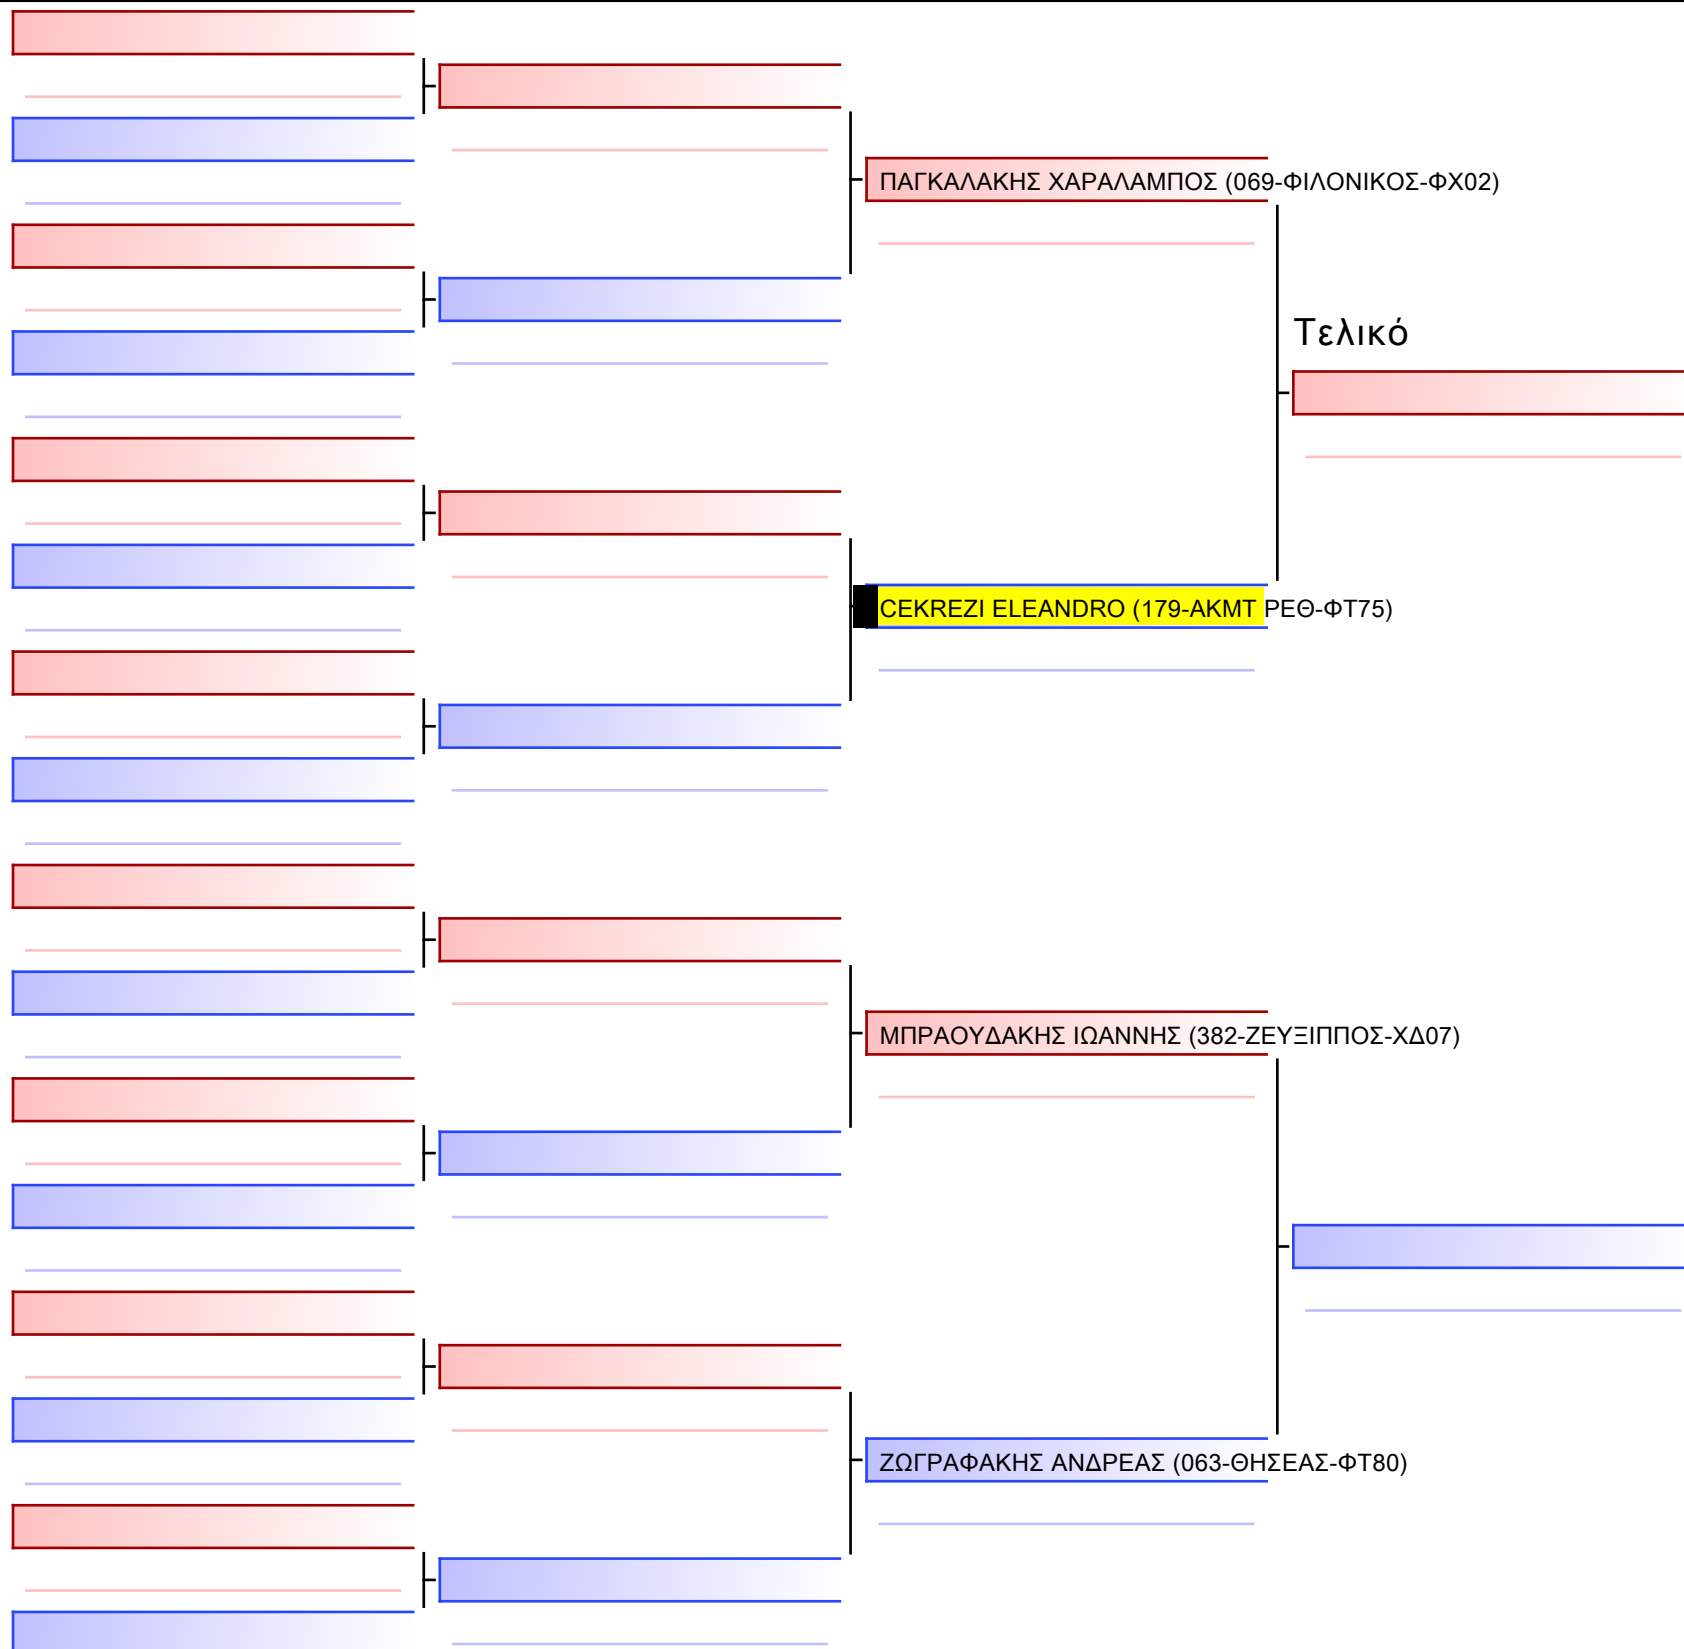 ΠΑΓΚΑΛΑΚΗΣ ΧΑΡΑΛΑΜΠΟΣ (069-ΦΙΛΟΝΙΚΟΣ-ΦΧ02)
Τελικό
CEKREZI ELEANDRO (179-ΑΚΜΤ ΡΕΘ-ΦΤ75)
ΜΠΡΑΟΥΔΑΚΗΣ ΙΩΑΝΝΗΣ (382-ΖΕΥΞΙΠΠΟΣ-ΧΔ07)
ΖΩΓΡΑΦΑΚΗΣ ΑΝΔΡΕΑΣ (063-ΘΗΣΕΑΣ-ΦΤ80)